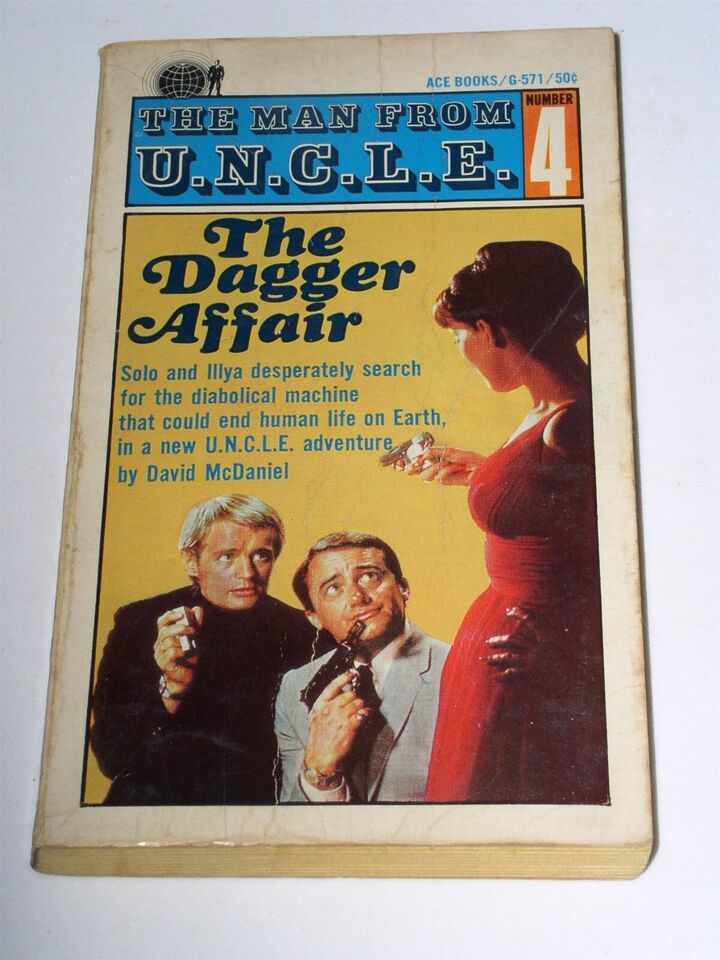 ACE BOOKS/G-571/50¢
THE MAN FROM
U.N.C.L.E.
NUMBER
4
The
Dagger
Affair
Solo and Illya desperately search
for the diabolical machine
that could end human life on Earth,
in a new U.N.C.L.E. adventure
by David McDaniel